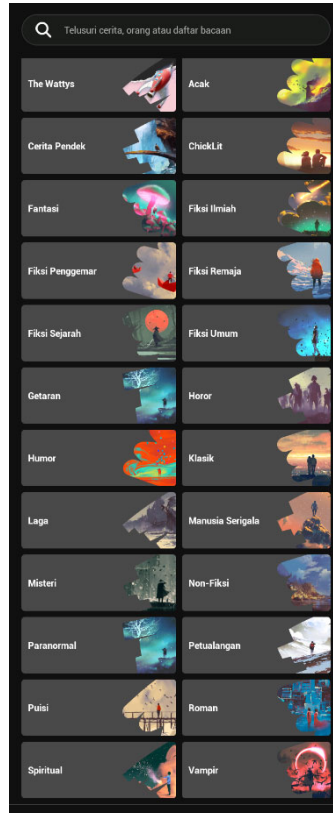 Telusuri cerita, orang atau daftar bacaan
The Wattys
Acak
Cerita Pendek
ChickLit
Fantasi
Fiksi Ilmiah
Fiksi Penggemar
Fiksi Remaja
Fiksi Sejarah
Fiksi Umum
Getaran
Horor
Humor
Klasik
Laga
Manusia Serigala
Misteri
Non-Fiksi
Paranormal
Petualangan
Puisi
Roman
Spiritual
Vampir